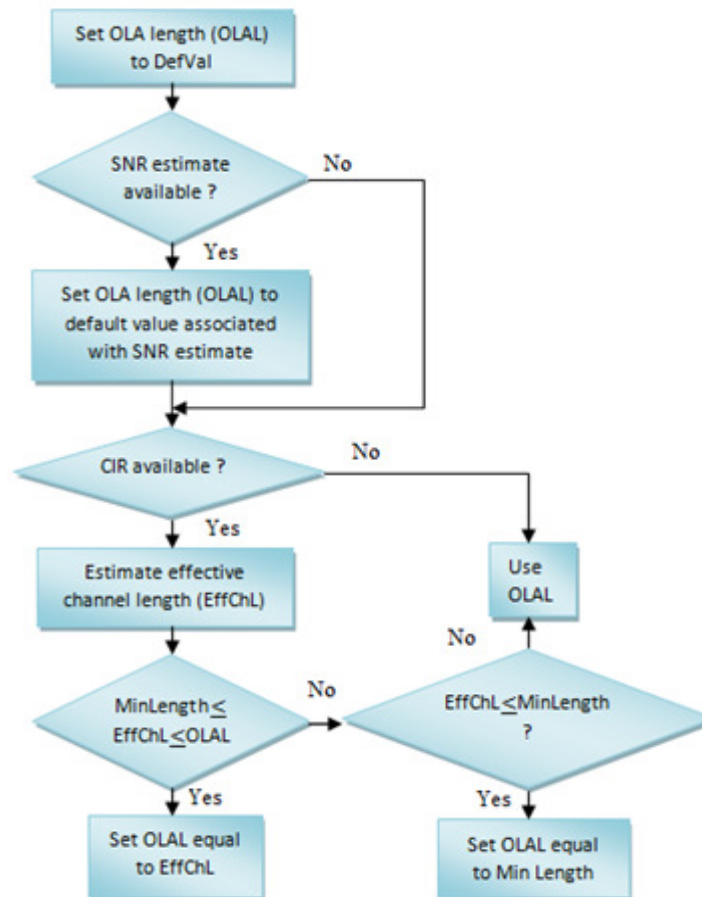 Set OLA length (OLAL)
to DefVal
SNR estimate
available ?
No
Yes
Set OLA length (OLAL) to
default value associated
with SNR estimate
CIR available ?
No
Yes
Estimate effective
channel length (EffChL)
Use
OLAL
No
MinLength≤
EffChL≤OLAL
No
EffChL≤MinLength
?
Yes
Yes
Set OLAL equal
to EffChL
Set OLAL equal
to Min Length